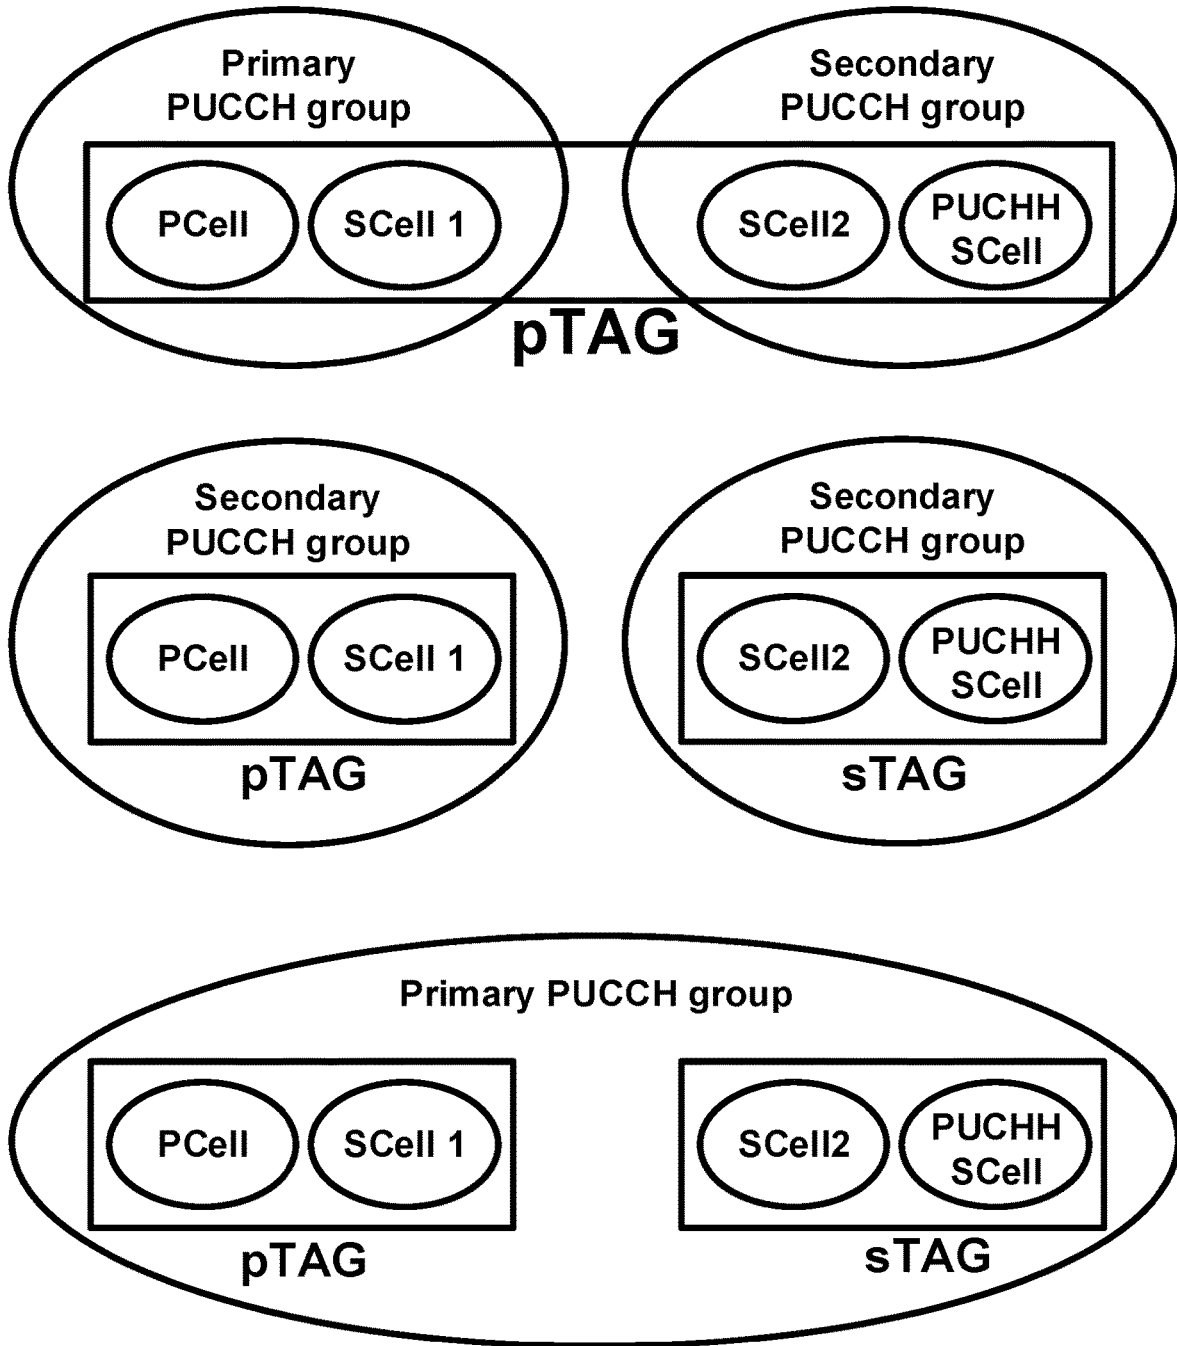 Primary
PUCCH group
Secondary
PUCCH group
PCell
SCell 1
SCell2
PUCHH
SCell
pTAG
Secondary
PUCCH group
Secondary
PUCCH group
PCell
SCell 1
SCell2
PUCHH
SCell
pTAG
sTAG
Primary PUCCH group
PCell
SCell 1
SCell2
PUCHH
SCell
pTAG
sTAG